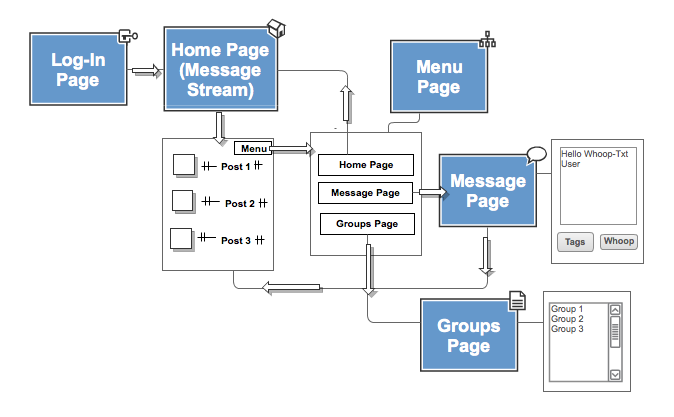 Log-In
Page
Home Page
(Message
Stream)
Menu
Page
Menu
Post 1
Post 2
Post 3
Home Page
Message Page
Groups Page
Message
Page
Hello Whoop-Txt
User
Tags
Whoop
Groups
Page
Group 1
Group 2
Group 3